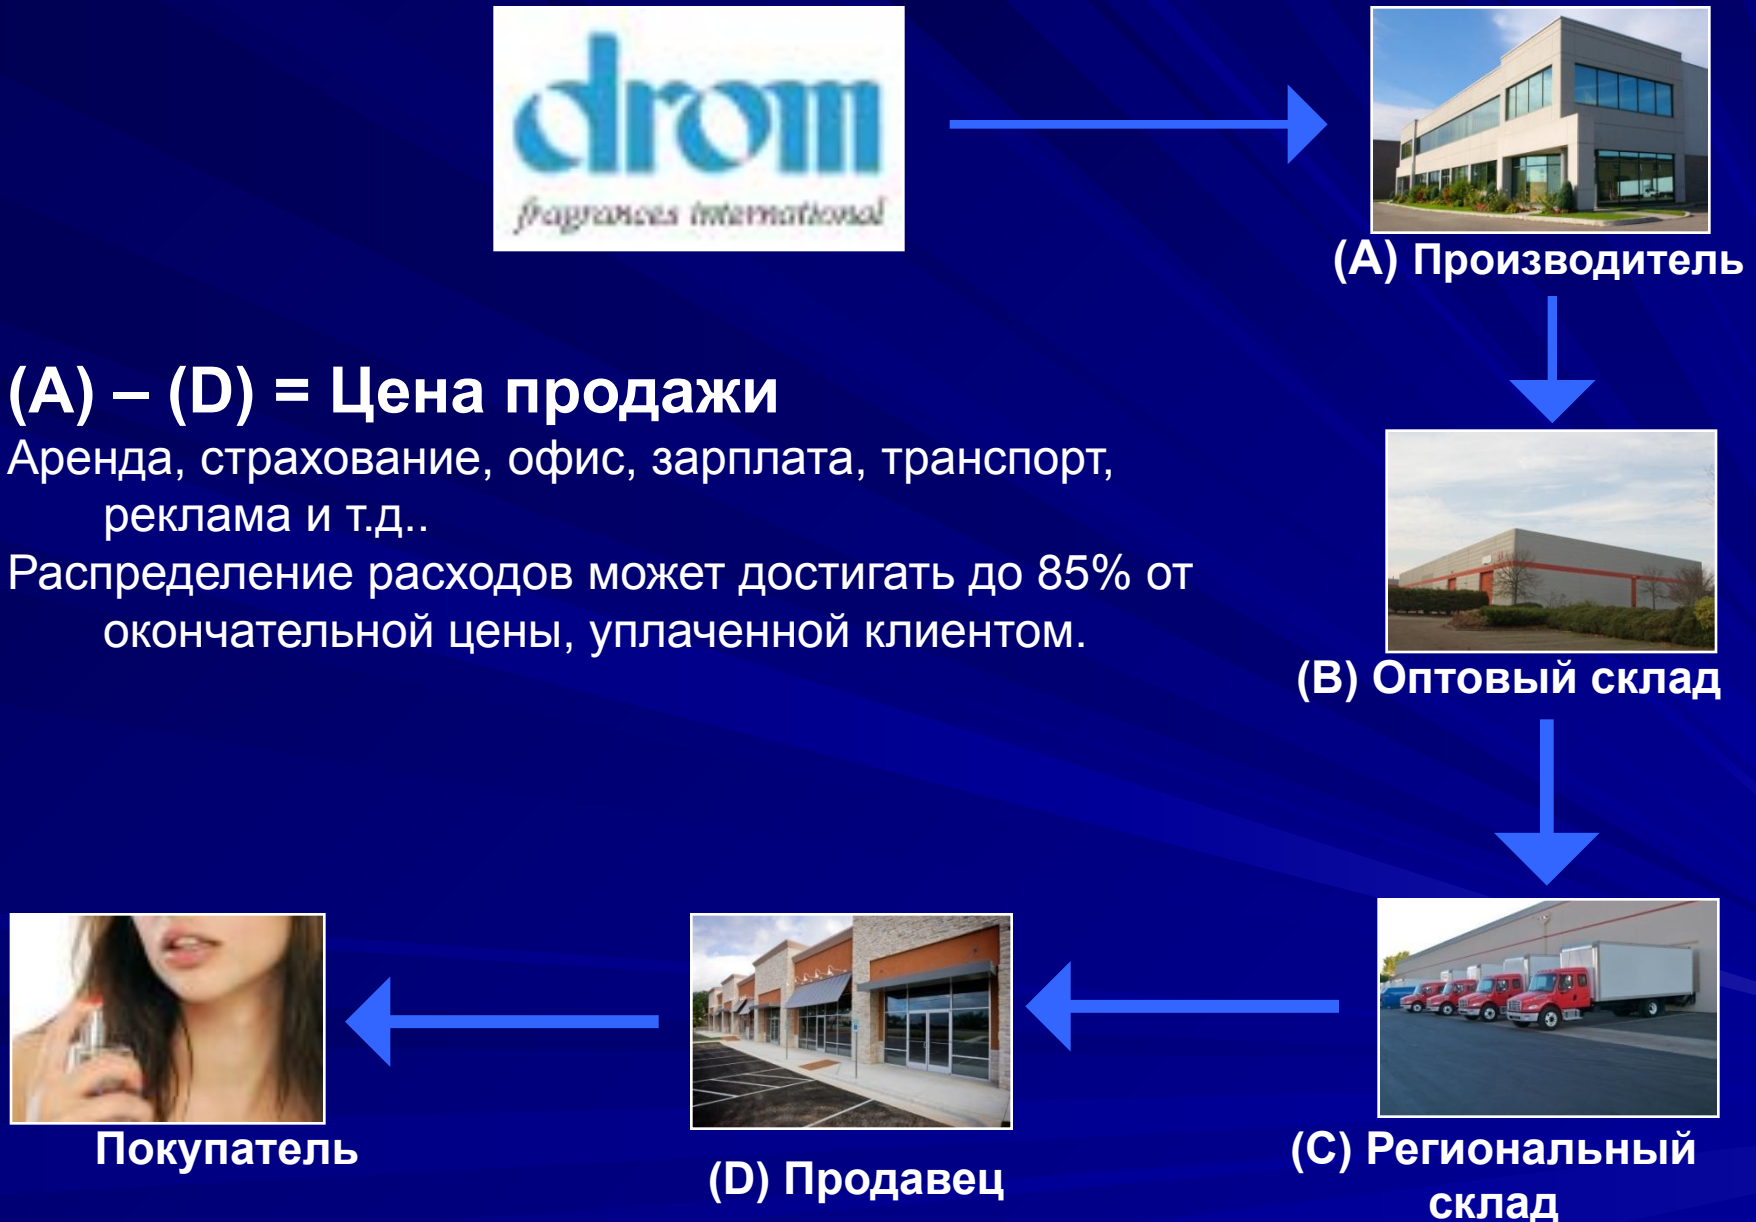 drom
fragrances international
(A) Производитель
(A) – (D) = Цена продажи
Аренда, страхование, офис, зарплата, транспорт,
реклама и т.д..
Распределение расходов может достигать до 85% от
окончательной цены, уплаченной клиентом.
(B) Оптовый склад
Покупатель
(D) Продавец
(C) Региональный
склад